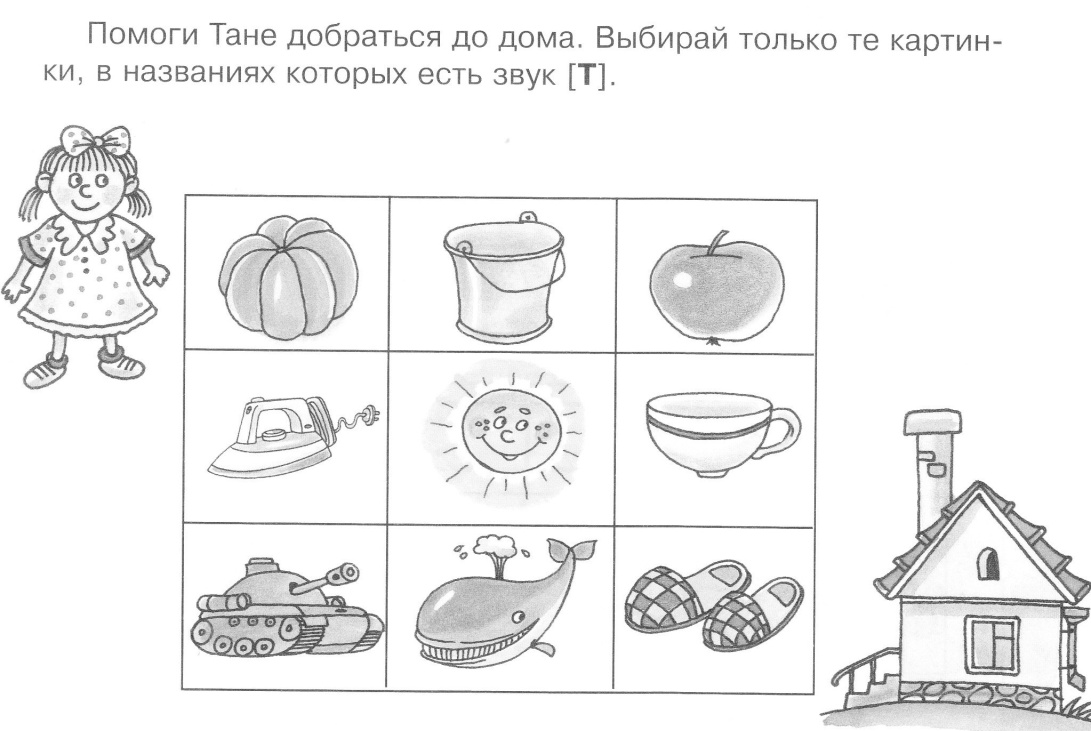 Помоги Тане добраться до дома. Выбирай только те картин-
ки, в названиях которых есть звук [Т].